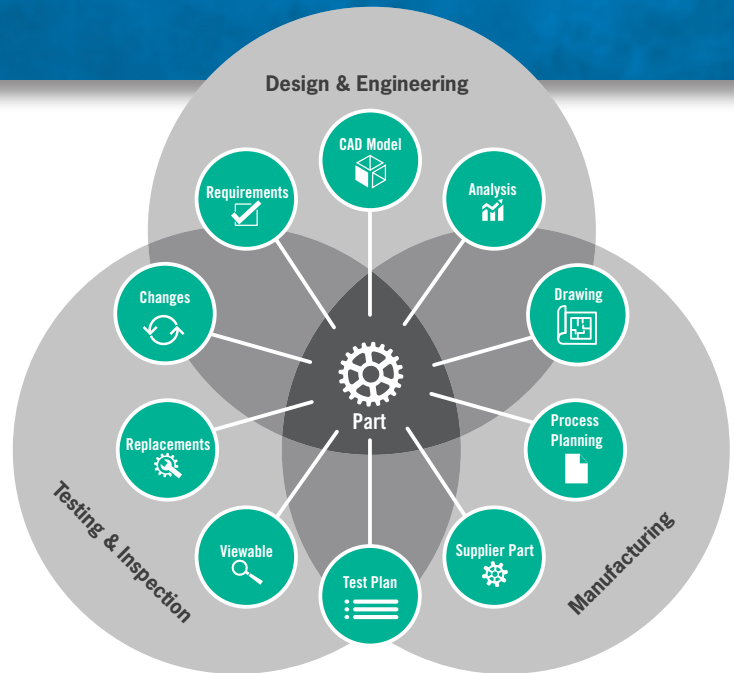 Design & Engineering
CAD Model
Requirements
Analysis
Changes
Drawing
Part
Replacements
Process
Planning
Viewable
Supplier Part
Test Plan
Testing & Inspection
Manufacturing